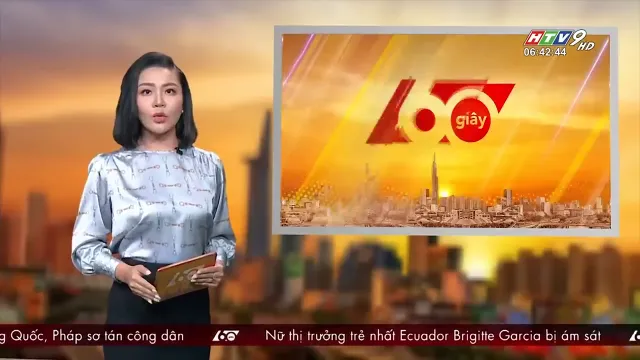 HTV9 HD
06:42:44
60 giây
g Quốc, Pháp sơ tán công dân
60 Nữ thị trưởng trẻ nhất Ecuador Brigitte Garcia bị ám sát